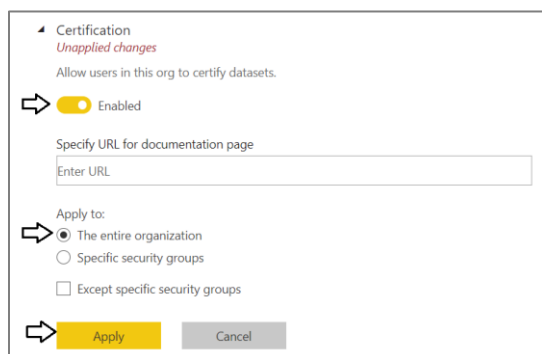 Certification
Unapplied changes
Allow users in this org to certify datasets.
Enabled
Specify URL for documentation page
Enter URL
Apply to:
The entire organization
Specific security groups
Except specific security groups
Apply Cancel